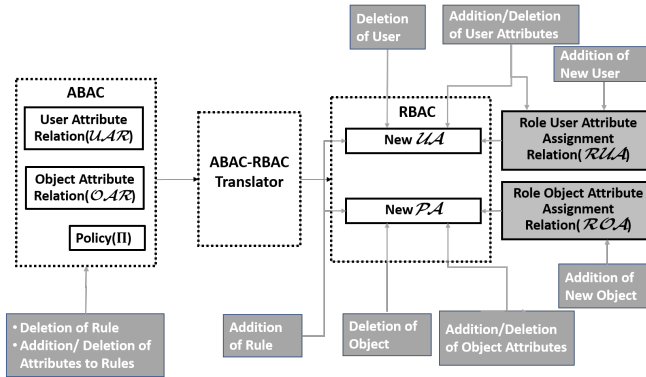 Deletion
of User
Addition/Deletion
of User Attributes
Addition of
New User
ABAC
User Attribute
Relation(𝒰𝒜ℛ)
Object Attribute
Relation(𝒪𝒜ℛ)
Policy(Π)
ABAC-RBAC
Translator
RBAC
New 𝒰𝒜
New 𝒫𝒜
Role User Attribute
Assignment
Relation(ℛ𝒰𝒜)
Role Object Attribute
Assignment
Relation(ℛ𝒪𝒜)
• Deletion of Rule
• Addition/ Deletion of
Attributes to Rules
Addition
of Rule
Deletion of
Object
Addition/Deletion
of Object Attributes
Addition of
New Object